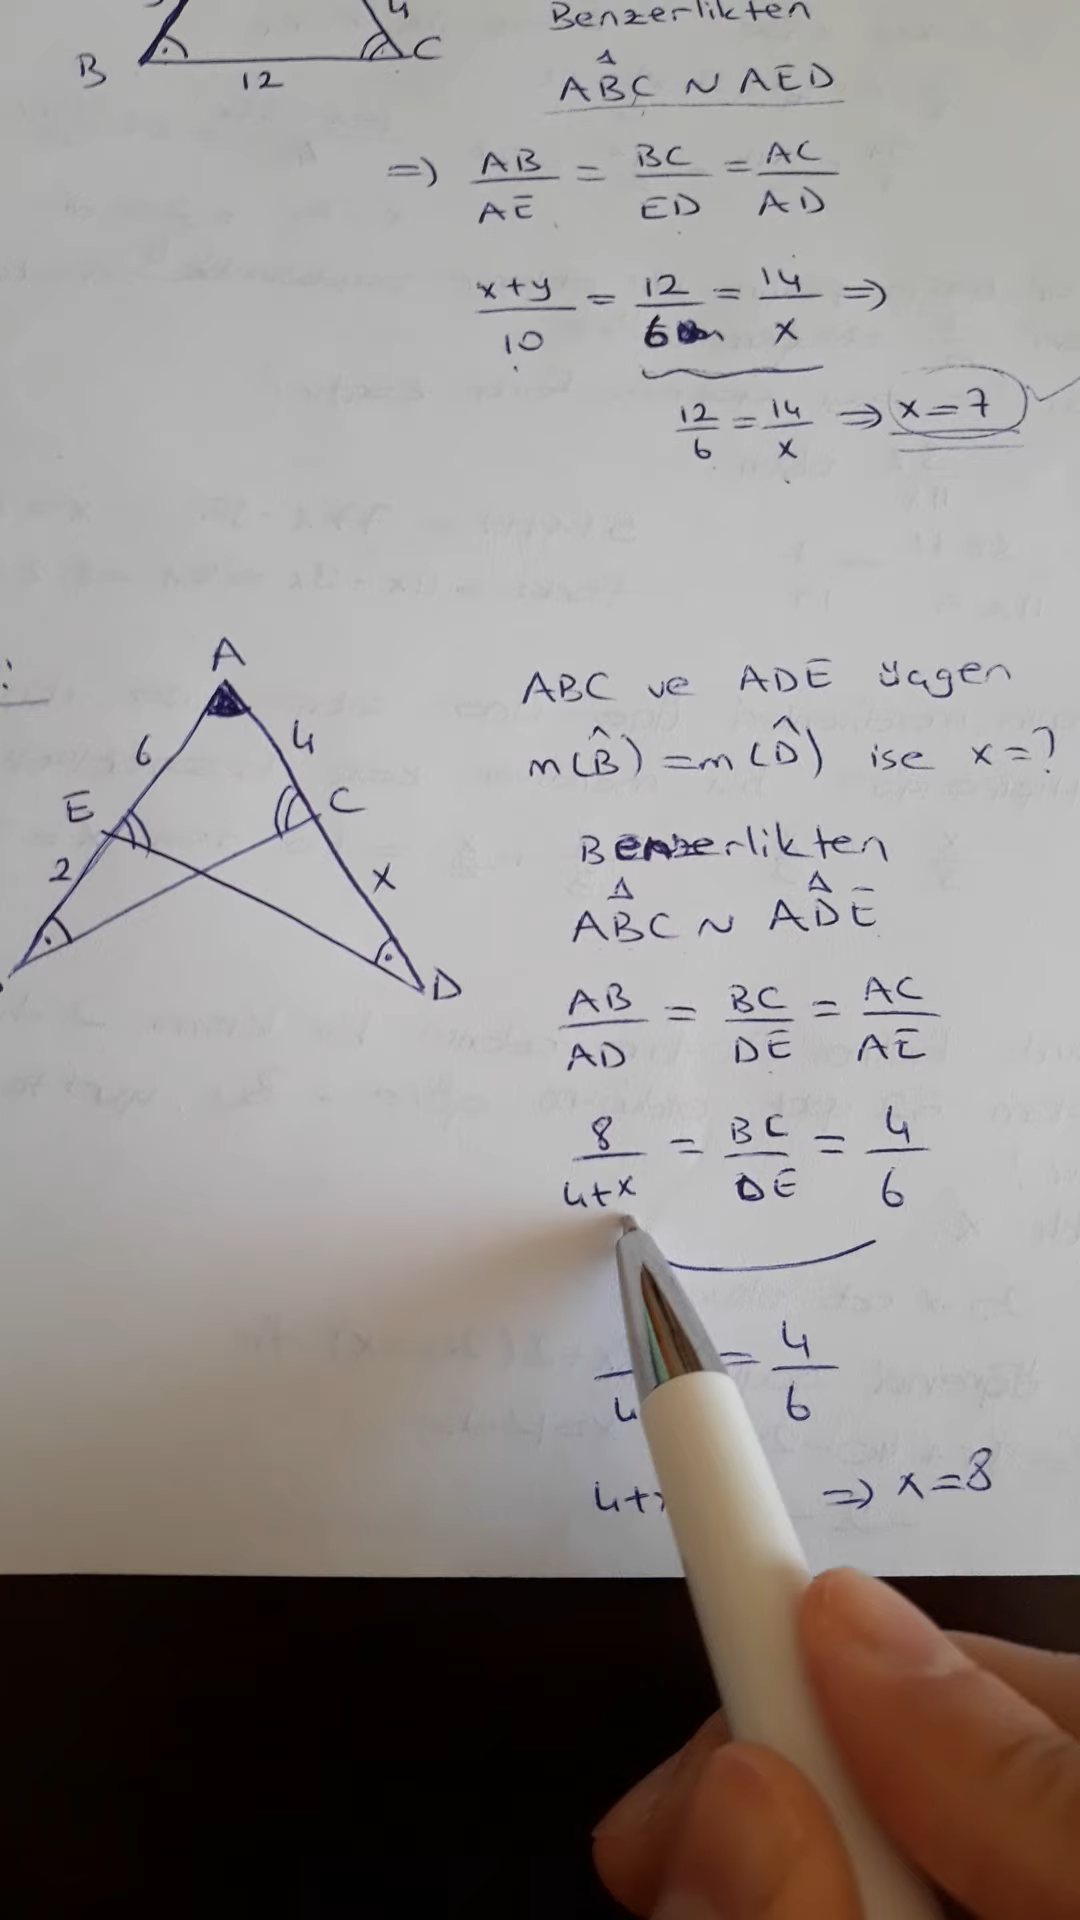 4
Benzerlikten
B
C
12
ABC ~ AED
=> AB/AE = BC/ED = AC/AD
x+y/10 = 12/6 = 14/x =>
12/6 = 14/x => x=7
A
ABC ve ADE üçgen
6
4
m(B̂) = m(D̂) ise x=?
E
C
Benzerlikten
2
x
ABC ~ ADE
D
AB/AD = BC/DE = AC/AE
8/4+x = BC/DE = 4/6
4 = 4/6
4+ => x=8